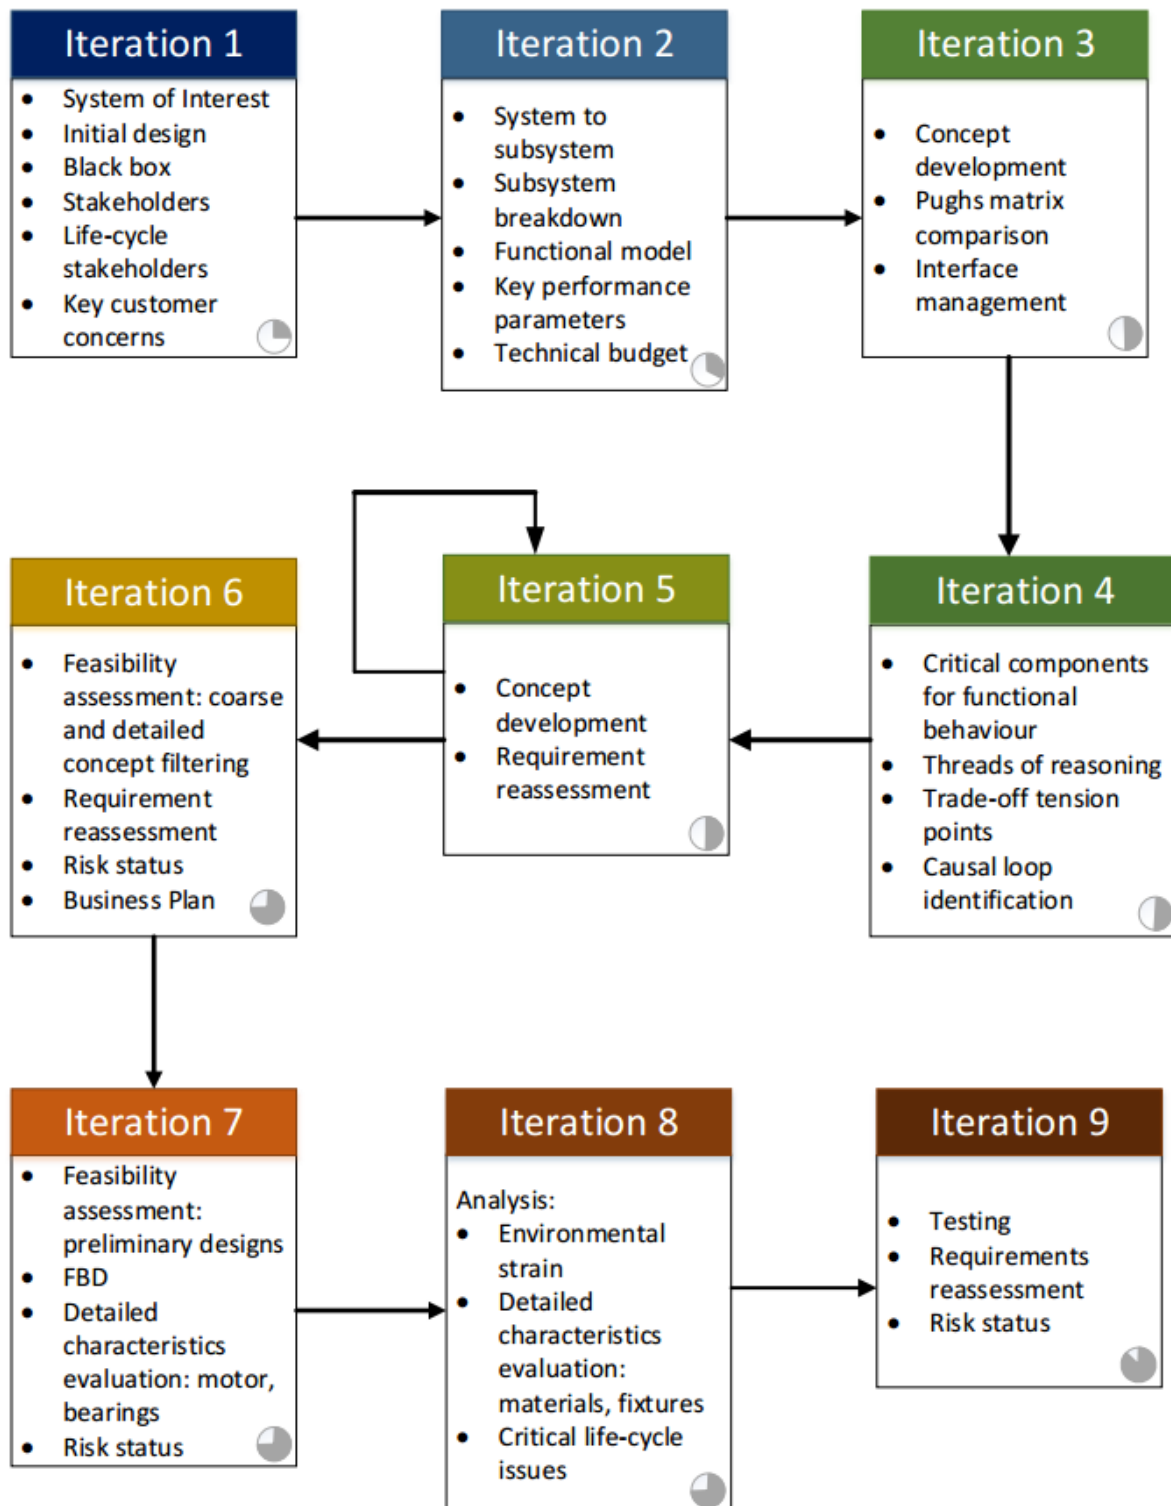 Iteration 1
• System of Interest
• Initial design
• Black box
• Stakeholders
• Life-cycle
stakeholders
• Key customer
concerns
Iteration 2
• System to
subsystem
• Subsystem
breakdown
• Functional model
• Key performance
parameters
• Technical budget
Iteration 3
• Concept
development
• Pughs matrix
comparison
• Interface
management
Iteration 4
• Critical components
for functional
behaviour
• Threads of reasoning
• Trade-off tension
points
• Causal loop
identification
Iteration 5
• Concept
development
• Requirement
reassessment
Iteration 6
• Feasibility
assessment: coarse
and detailed
concept filtering
• Requirement
reassessment
• Risk status
• Business Plan
Iteration 7
• Feasibility
assessment:
preliminary designs
• FBD
• Detailed
characteristics
evaluation: motor,
bearings
• Risk status
Iteration 8
Analysis:
• Environmental
strain
• Detailed
characteristics
evaluation:
materials, fixtures
• Critical life-cycle
issues
Iteration 9
• Testing
• Requirements
reassessment
• Risk status